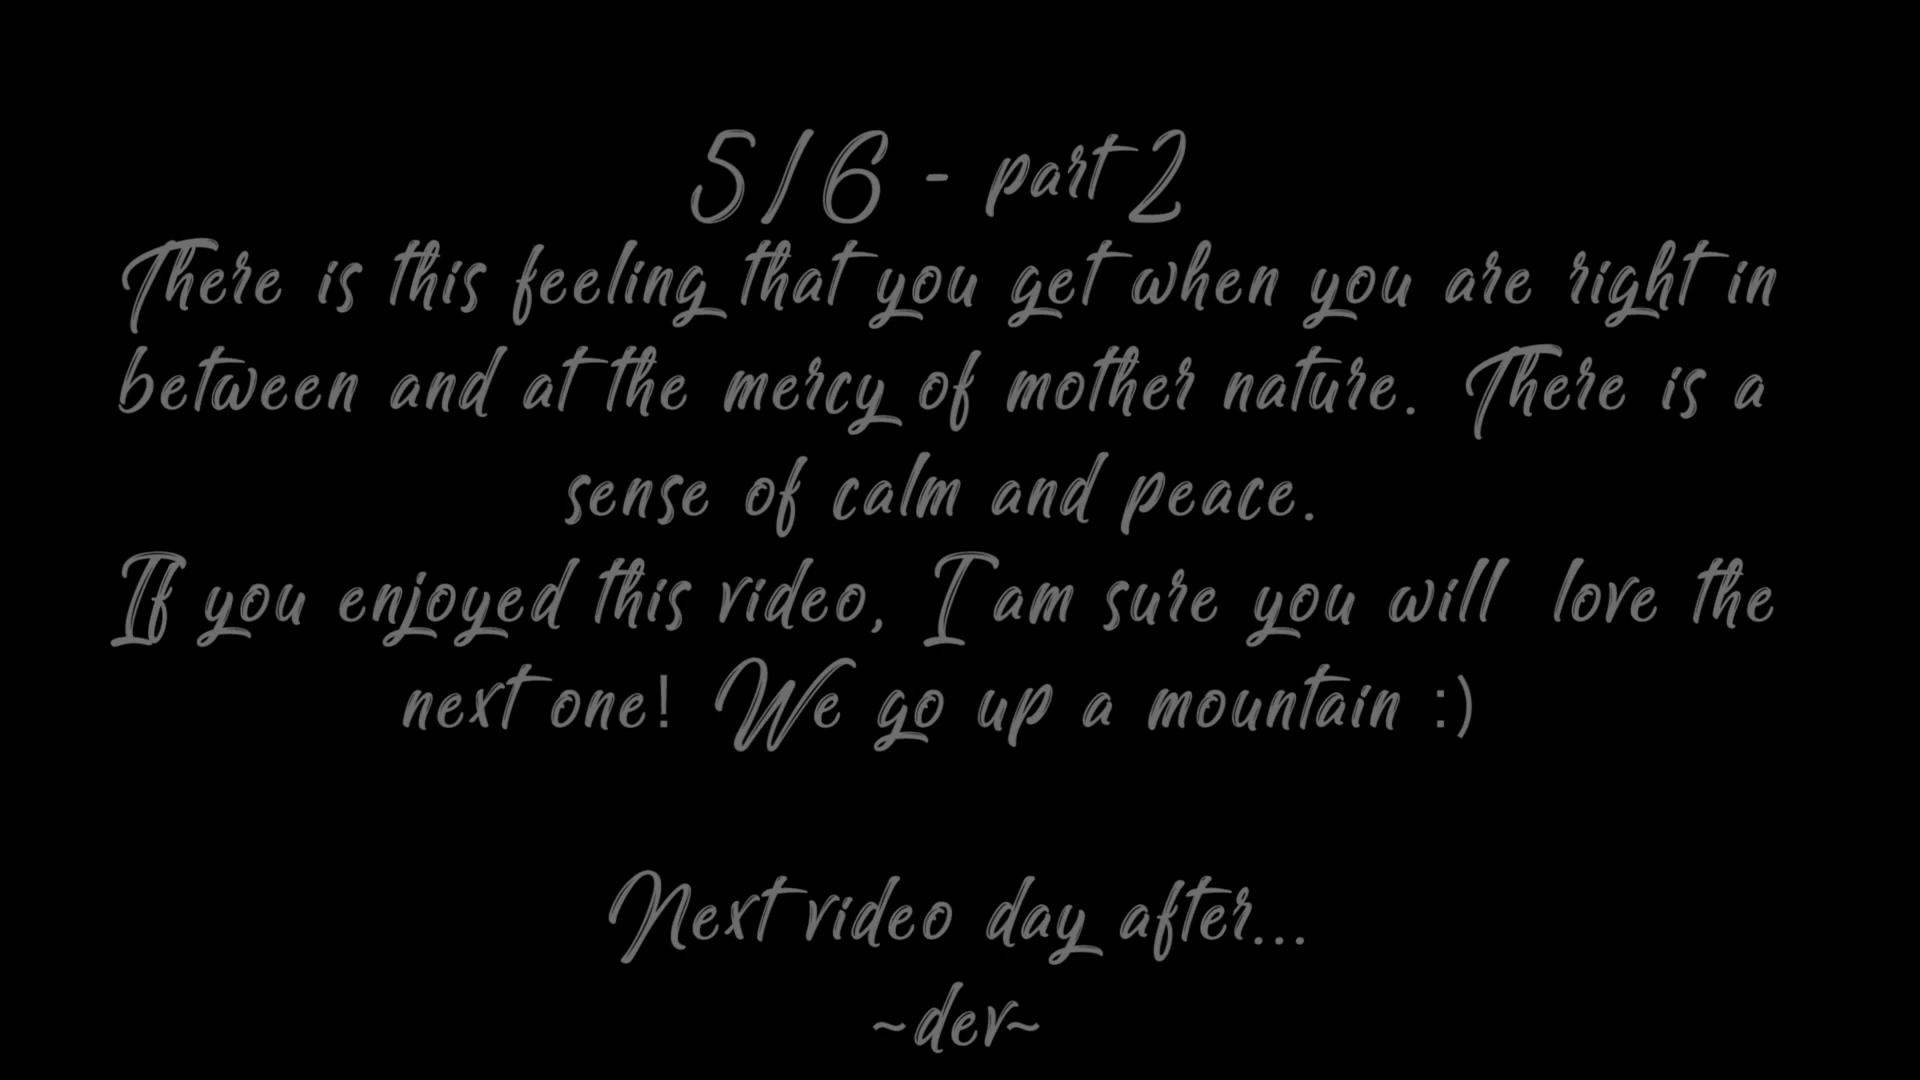 5/6 - part 2
There is this feeling that you get when you are right in
between and at the mercy of mother nature. There is a
sense of calm and peace.
If you enjoyed this video, I am sure you will love the
next one! We go up a mountain :)
Next video day after...
~dev~